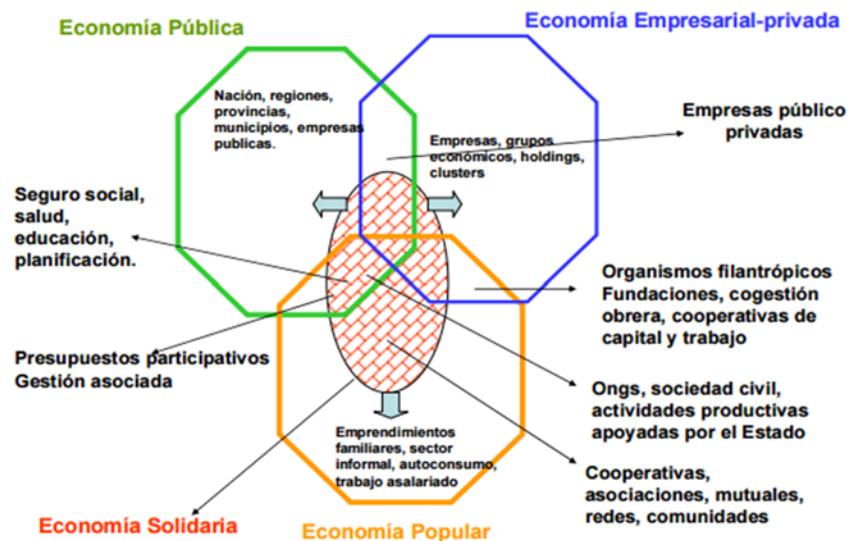 Economía Pública
Economía Empresarial-privada
Nación, regiones,
provincias,
municipios, empresas
publicas.
Empresas, grupos
económicos, holdings,
clusters
Empresas público
privadas
Seguro social,
salud,
educación,
planificación.
Organismos filantrópicos
Fundaciones, cogestión
obrera, cooperativas de
capital y trabajo
Presupuestos participativos
Gestión asociada
Ongs, sociedad civil,
actividades productivas
apoyadas por el Estado
Emprendimientos
familiares, sector
informal, autoconsumo,
trabajo asalariado
Cooperativas,
asociaciones, mutuales,
redes, comunidades
Economía Solidaria
Economía Popular